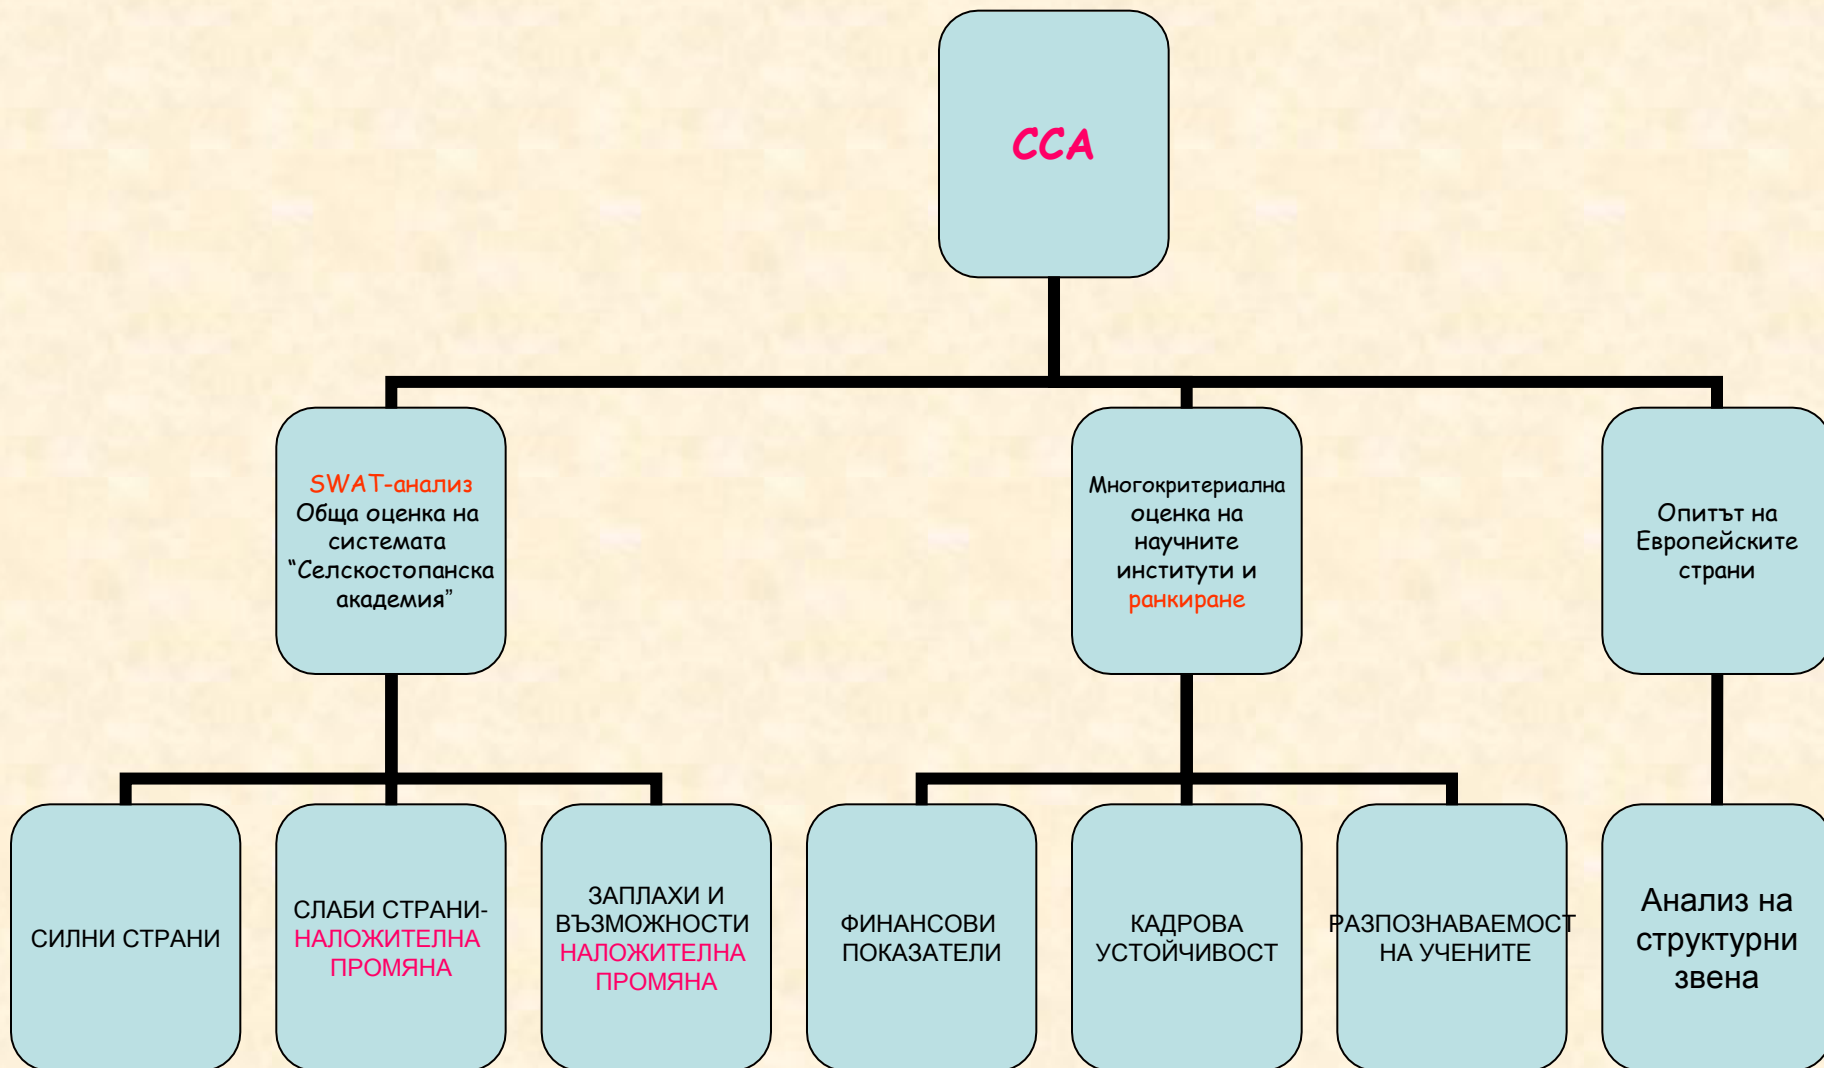 ССА
SWAT-анализ
Обща оценка на
системата
"Селскостопанска
академия”
Многокритериална
оценка на
научните
институти и
ранкиране
Опитът на
Европейските
страни
СИЛНИ СТРАНИ
СЛАБИ СТРАНИ-
НАЛОЖИТЕЛНА
ПРОМЯНА
ЗАПЛАХИ И
ВЪЗМОЖНОСТИ
НАЛОЖИТЕЛНА
ПРОМЯНА
ФИНАНСОВИ
ПОКАЗАТЕЛИ
КАДРОВА
УСТОЙЧИВОСТ
РАЗПОЗНАВАЕМОСТ
НА УЧЕНИТЕ
Анализ на
структурни
звена